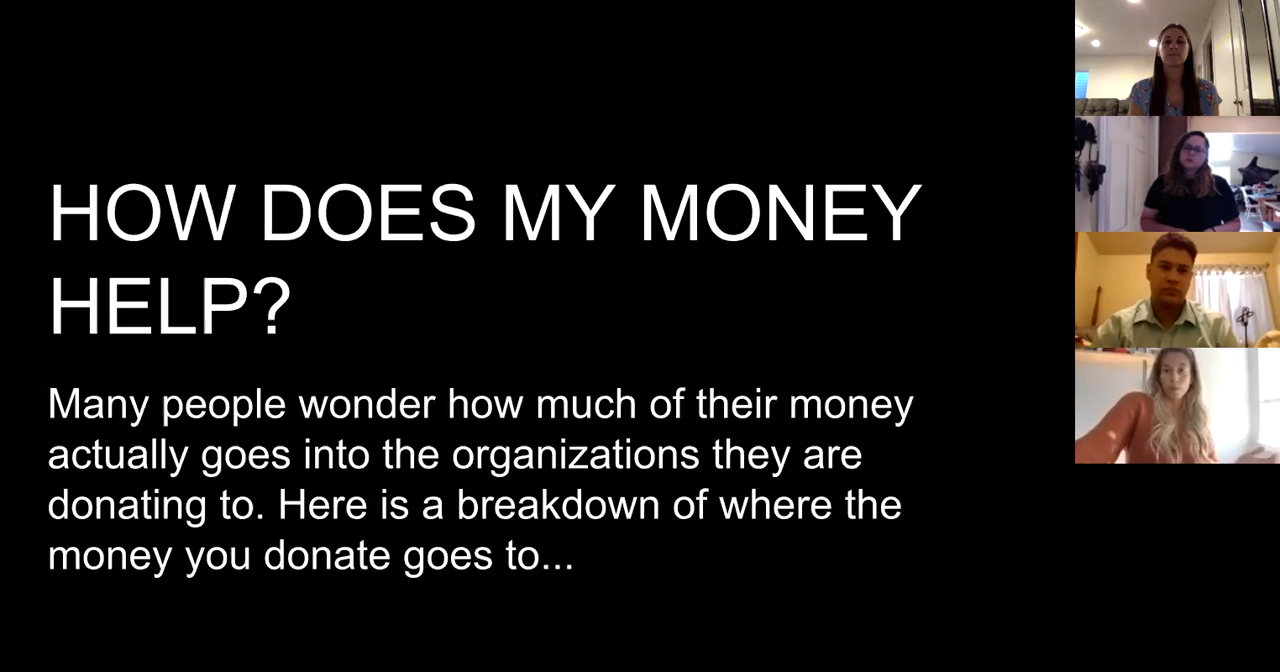 HOW DOES MY MONEY
HELP?
Many people wonder how much of their money
actually goes into the organizations they are
donating to. Here is a breakdown of where the
money you donate goes to...